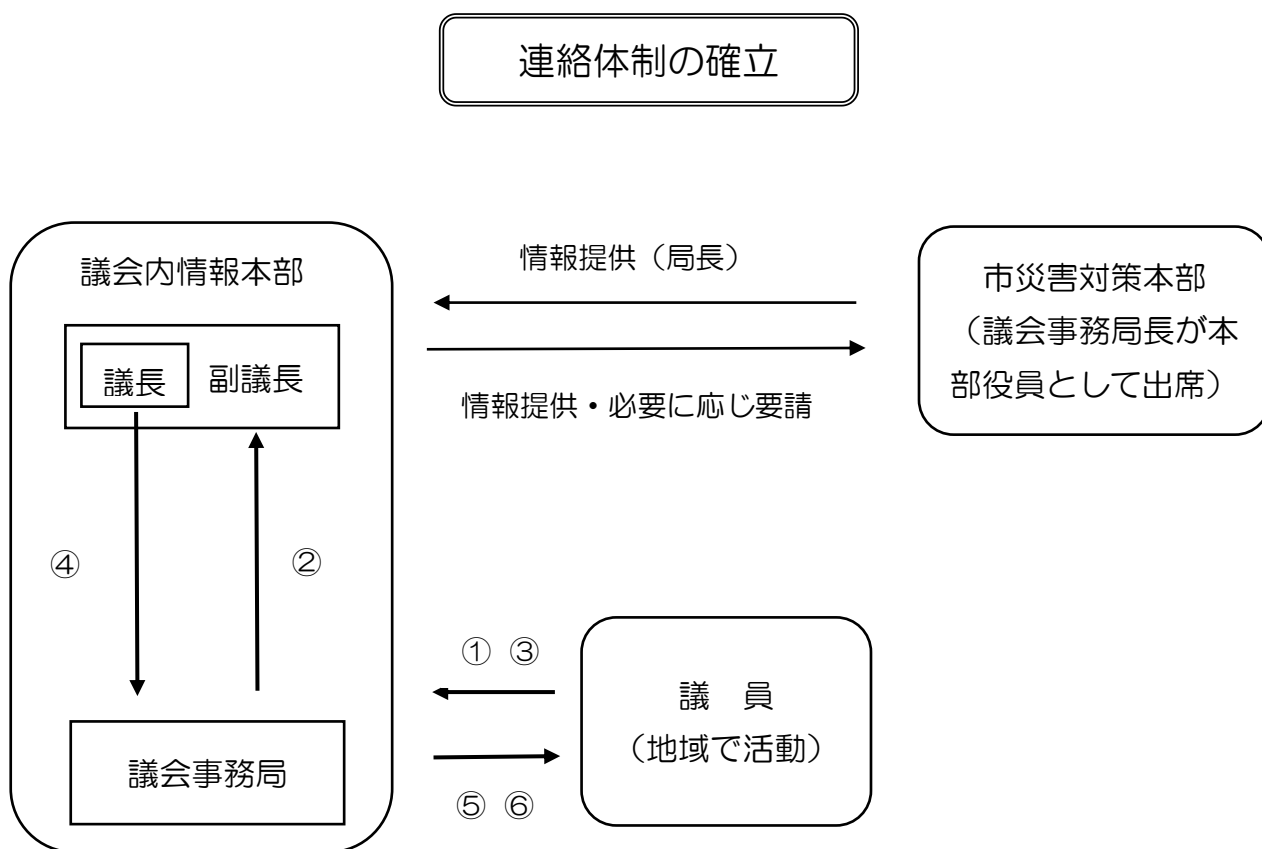 連絡体制の確立
議会内情報本部
議長
副議長
④
②
議会事務局
情報提供（局長）
情報提供・必要に応じ要請
市災害対策本部
（議会事務局長が本
部役員として出席）
① ③
⑤ ⑥
議　員
（地域で活動）